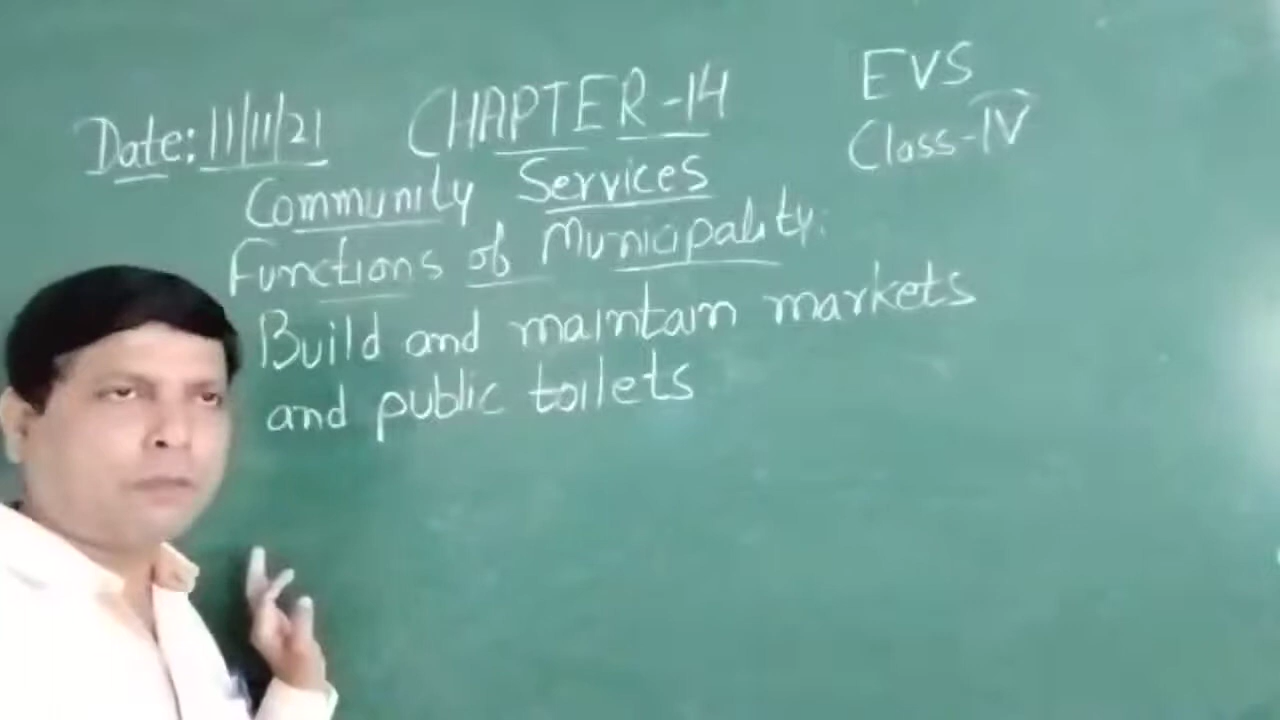 Date: 11/11/21 CHAPTER-14 EVS
Class-IV
Community Services
Functions of Municipality:
Build and maintain markets
and public toilets